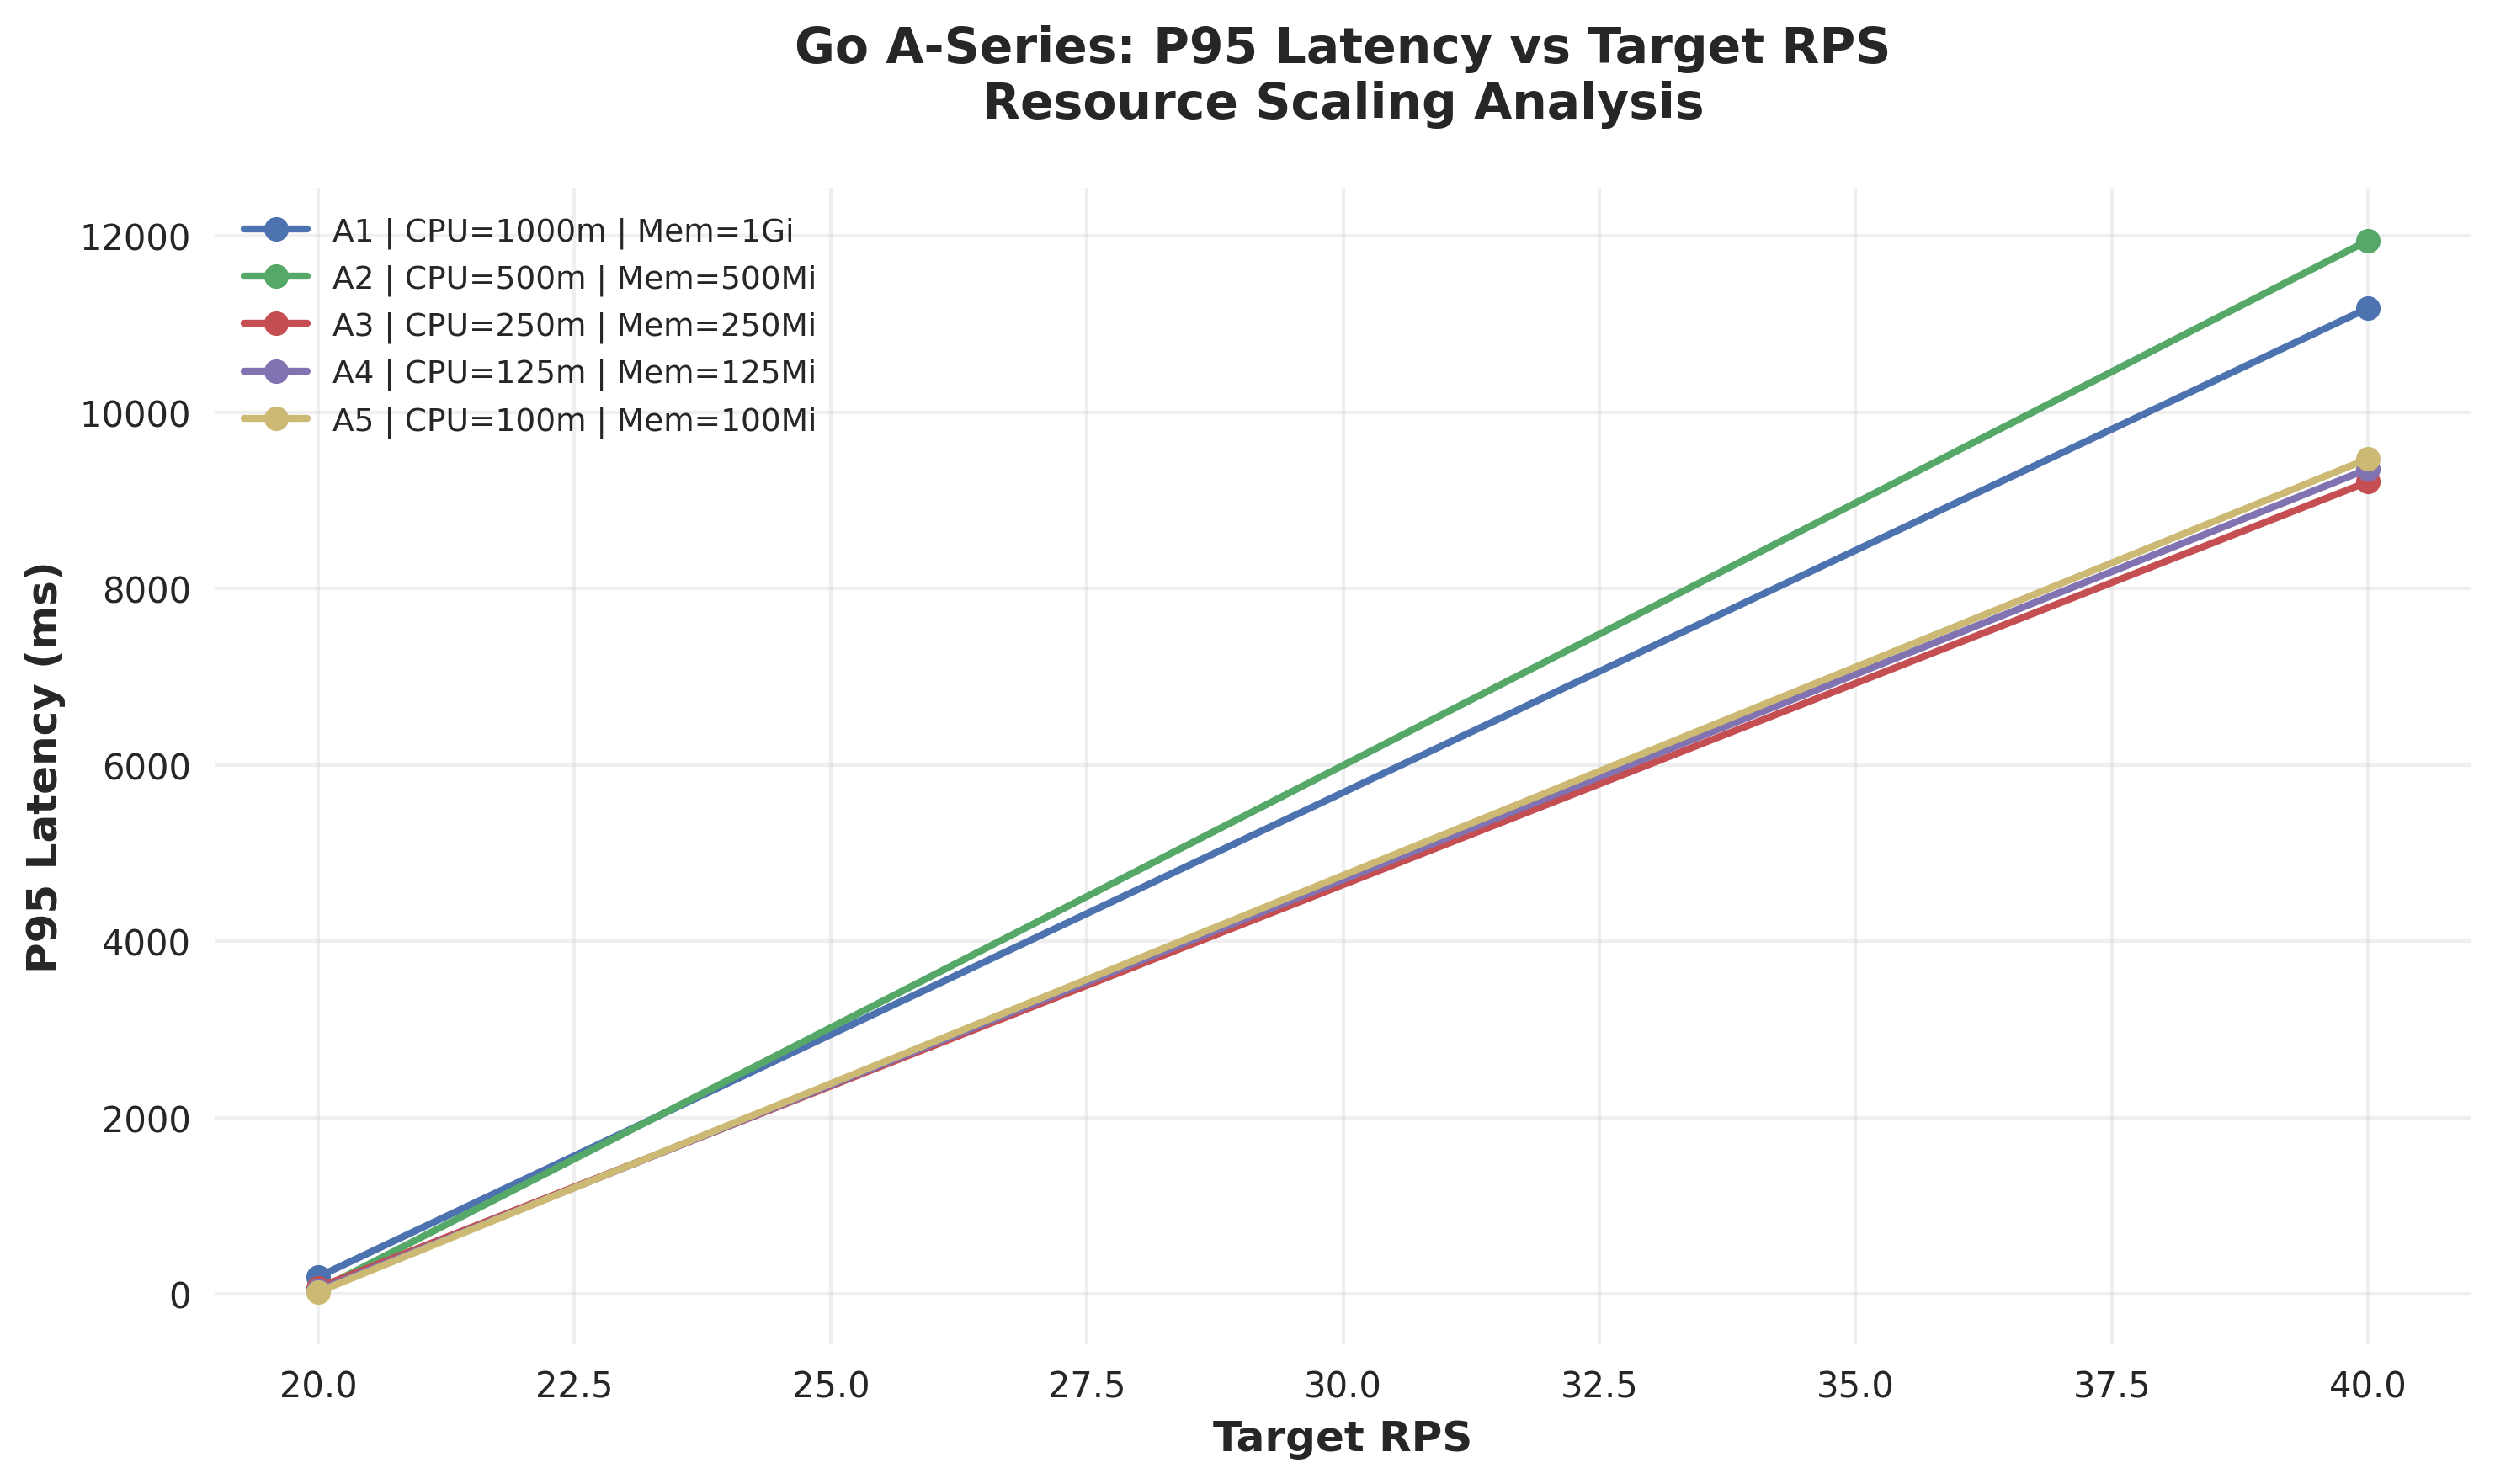 Go A-Series: P95 Latency vs Target RPS
Resource Scaling Analysis
A1 | CPU=1000m | Mem=1Gi
A2 | CPU=500m | Mem=500Mi
A3 | CPU=250m | Mem=250Mi
A4 | CPU=125m | Mem=125Mi
A5 | CPU=100m | Mem=100Mi
P95 Latency (ms)
12000
10000
8000
6000
4000
2000
0
20.0 22.5 25.0 27.5 30.0 32.5 35.0 37.5 40.0
Target RPS